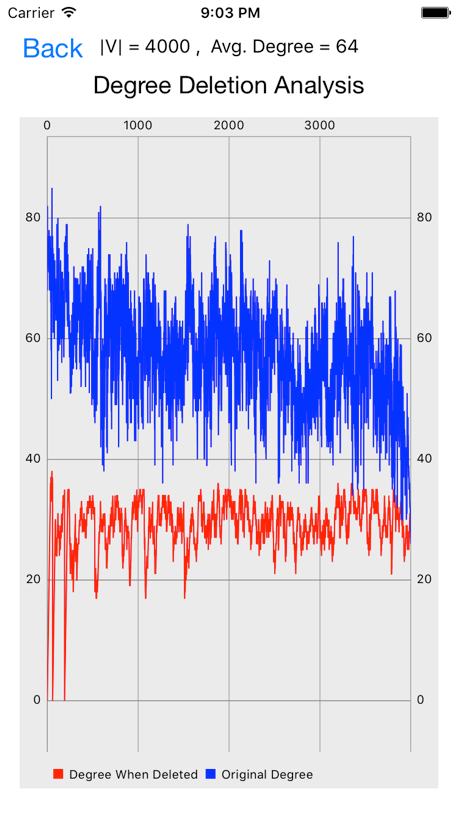 Carrier 9:03 PM
Back |V| = 4000 , Avg. Degree = 64
Degree Deletion Analysis
0 1000 2000 3000
80 80
60 60
40 40
20 20
0 0
Degree When Deleted Original Degree